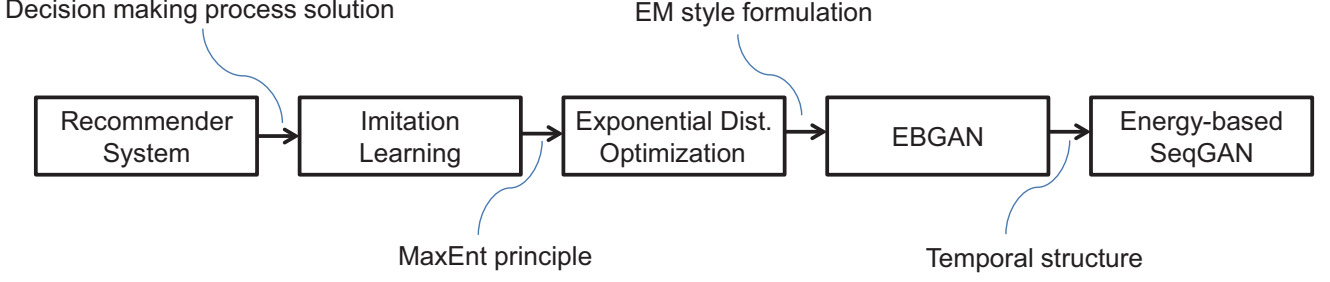 Decision making process solution
EM style formulation
Recommender
System
Imitation
Learning
Exponential Dist.
Optimization
EBGAN
Energy-based
SeqGAN
MaxEnt principle
Temporal structure